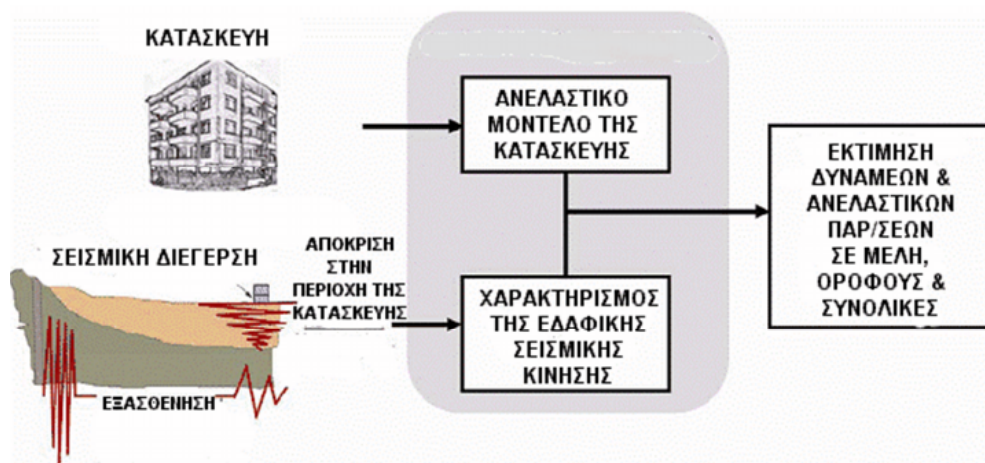 ΚΑΤΑΣΚΕΥΗ
ΑΝΕΛΑΣΤΙΚΟ
ΜΟΝΤΕΛΟ ΤΗΣ
ΚΑΤΑΣΚΕΥΗΣ
ΕΚΤΙΜΗΣΗ
ΔΥΝΑΜΕΩΝ &
ΑΝΕΛΑΣΤΙΚΩΝ
ΠΑΡ/ΣΕΩΝ
ΣΕ ΜΕΛΗ,
ΟΡΟΦΟΥΣ &
ΣΥΝΟΛΙΚΕΣ
ΣΕΙΣΜΙΚΗ ΔΙΕΓΕΡΣΗ
ΑΠΟΚΡΙΣΗ
ΣΤΗΝ
ΠΕΡΙΟΧΗ ΤΗΣ
ΚΑΤΑΣΚΕΥΗΣ
ΧΑΡΑΚΤΗΡΙΣΜΟΣ
ΤΗΣ ΕΔΑΦΙΚΗΣ
ΣΕΙΣΜΙΚΗΣ
ΚΙΝΗΣΗΣ
ΕΞΑΣΘΕΝΗΣΗ